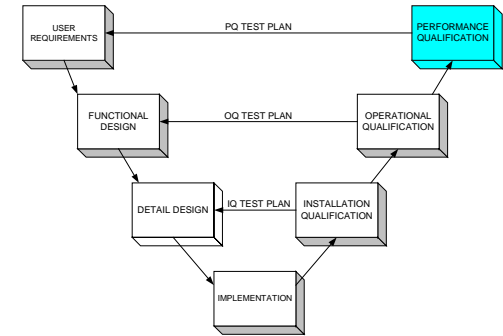 USER
REQUIREMENTS
PQ TEST PLAN
PERFORMANCE
QUALIFICATION
FUNCTIONAL
DESIGN
OQ TEST PLAN
OPERATIONAL
QUALIFICATION
DETAIL DESIGN
IQ TEST PLAN
INSTALLATION
QUALIFICATION
IMPLEMENTATION